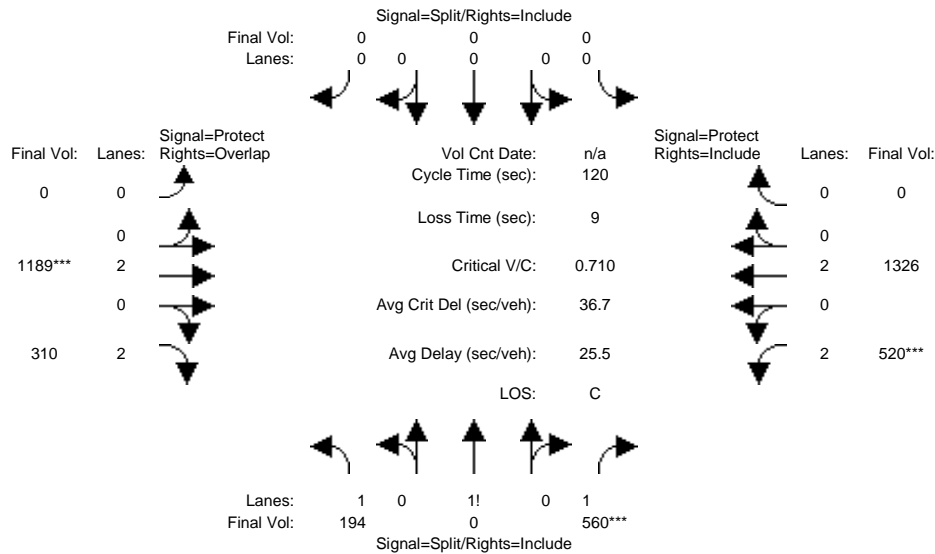 Signal=Split/Rights=Include
Final Vol: 0 0 0
Lanes: 0 0 0 0 0
Signal=Protect Signal=Protect
Final Vol: Lanes: Rights=Overlap Vol Cnt Date: n/a Rights=Include Lanes: Final Vol:
Cycle Time (sec): 120
0 0 0 0
Loss Time (sec): 9
0 0
1189*** 2 Critical V/C: 0.710 2 1326
0 Avg Crit Del (sec/veh): 36.7 0
310 2 Avg Delay (sec/veh): 25.5 2 520***
LOS: C
Lanes: 1 0 1! 0 1
Final Vol: 194 0 560***
Signal=Split/Rights=Include